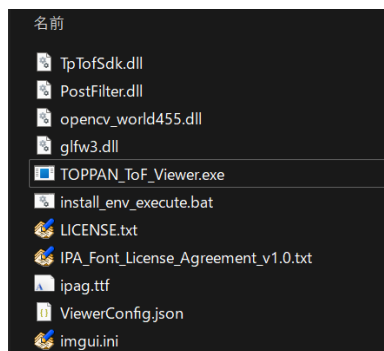 名前
TpTofSdk.dll
PostFilter.dll
opencv_world455.dll
glfw3.dll
TOPPAN_ToF_Viewer.exe
install_env_execute.bat
LICENSE.txt
IPA_Font_License_Agreement_v1.0.txt
ipag.ttf
ViewerConfig.json
imgui.ini